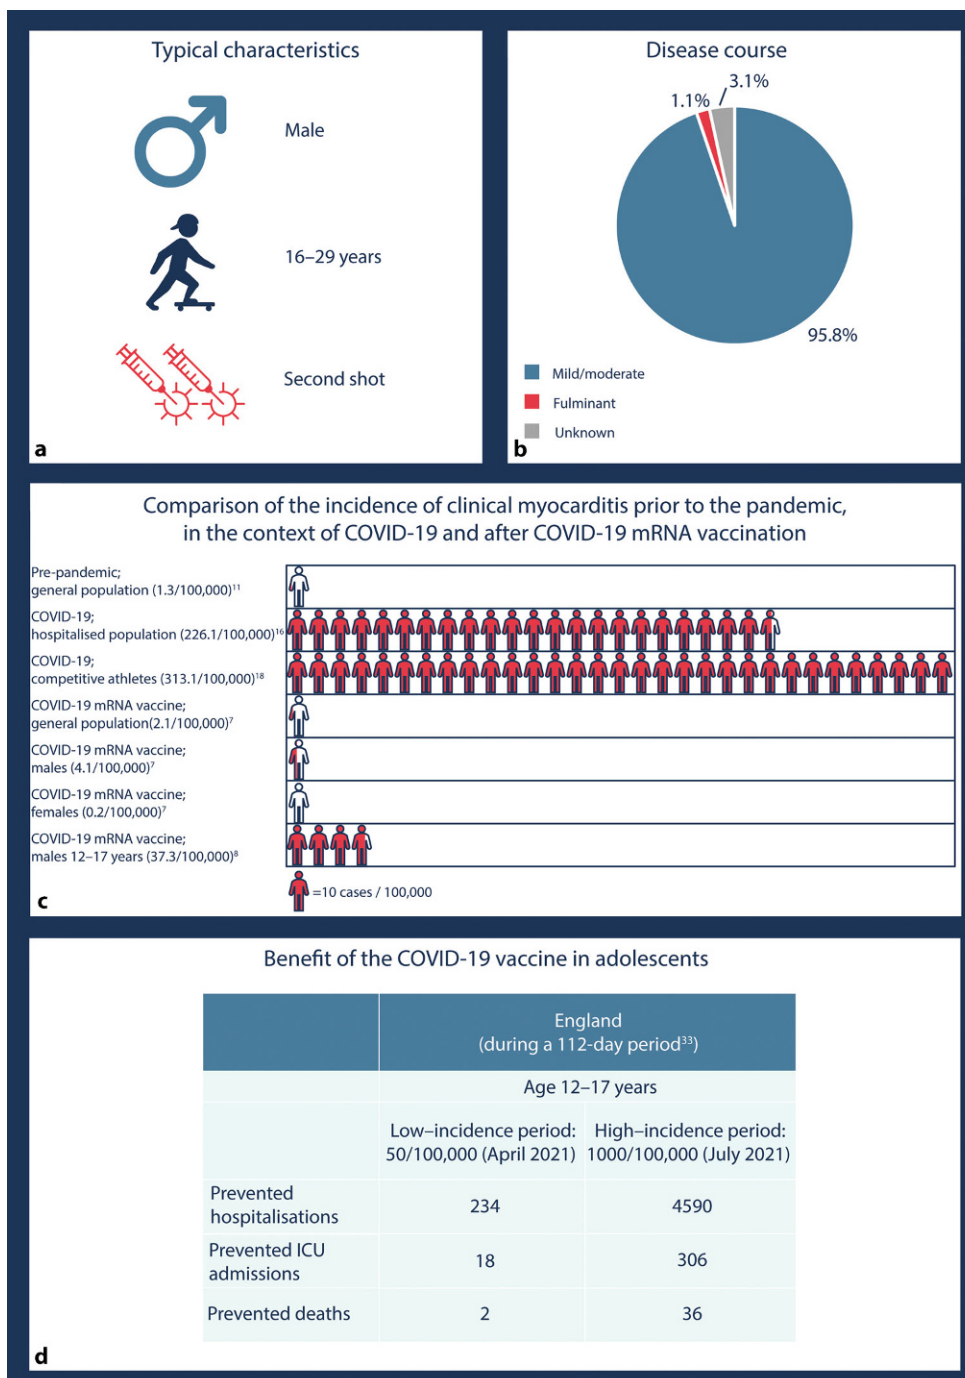 Typical characteristics
Male
16–29 years
Second shot
a
Disease course
3.1%
1.1%
95.8%
Mild/moderate
Fulminant
Unknown
b
Comparison of the incidence of clinical myocarditis prior to the pandemic,
in the context of COVID-19 and after COVID-19 mRNA vaccination
Pre-pandemic;
general population (1.3/100,000)¹¹
COVID-19;
hospitalised population (226.1/100,000)¹⁶
COVID-19;
competitive athletes (313.1/100,000)¹⁸
COVID-19 mRNA vaccine;
general population(2.1/100,000)⁷
COVID-19 mRNA vaccine;
males (4.1/100,000)⁷
COVID-19 mRNA vaccine;
females (0.2/100,000)⁷
COVID-19 mRNA vaccine;
males 12–17 years (37.3/100,000)⁸
=10 cases / 100,000
c
Benefit of the COVID-19 vaccine in adolescents
England
(during a 112-day period³³)
Age 12–17 years
Low–incidence period: High–incidence period:
50/100,000 (April 2021) 1000/100,000 (July 2021)
Prevented
hospitalisations 234 4590
Prevented ICU
admissions 18 306
Prevented deaths 2 36
d